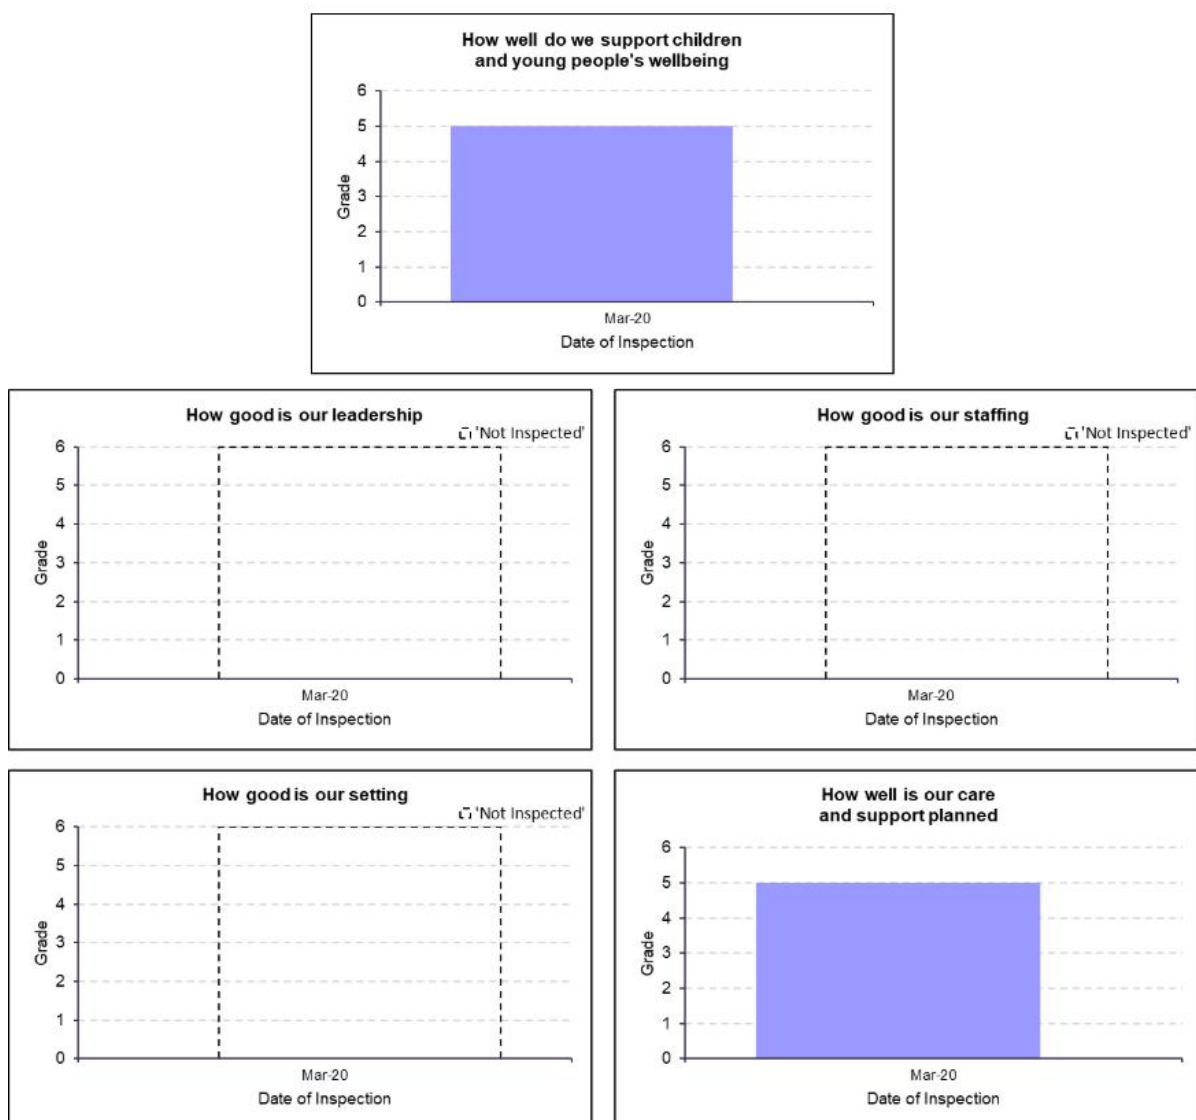 How well do we support children
and young people's wellbeing
6
5
4
3
2
1
0
Grade
Mar-20
Date of Inspection
How good is our leadership
'Not Inspected'
6
5
4
3
2
1
0
Grade
Mar-20
Date of Inspection
How good is our staffing
'Not Inspected'
6
5
4
3
2
1
0
Grade
Mar-20
Date of Inspection
How good is our setting
'Not Inspected'
6
5
4
3
2
1
0
Grade
Mar-20
Date of Inspection
How well is our care
and support planned
6
5
4
3
2
1
0
Grade
Mar-20
Date of Inspection